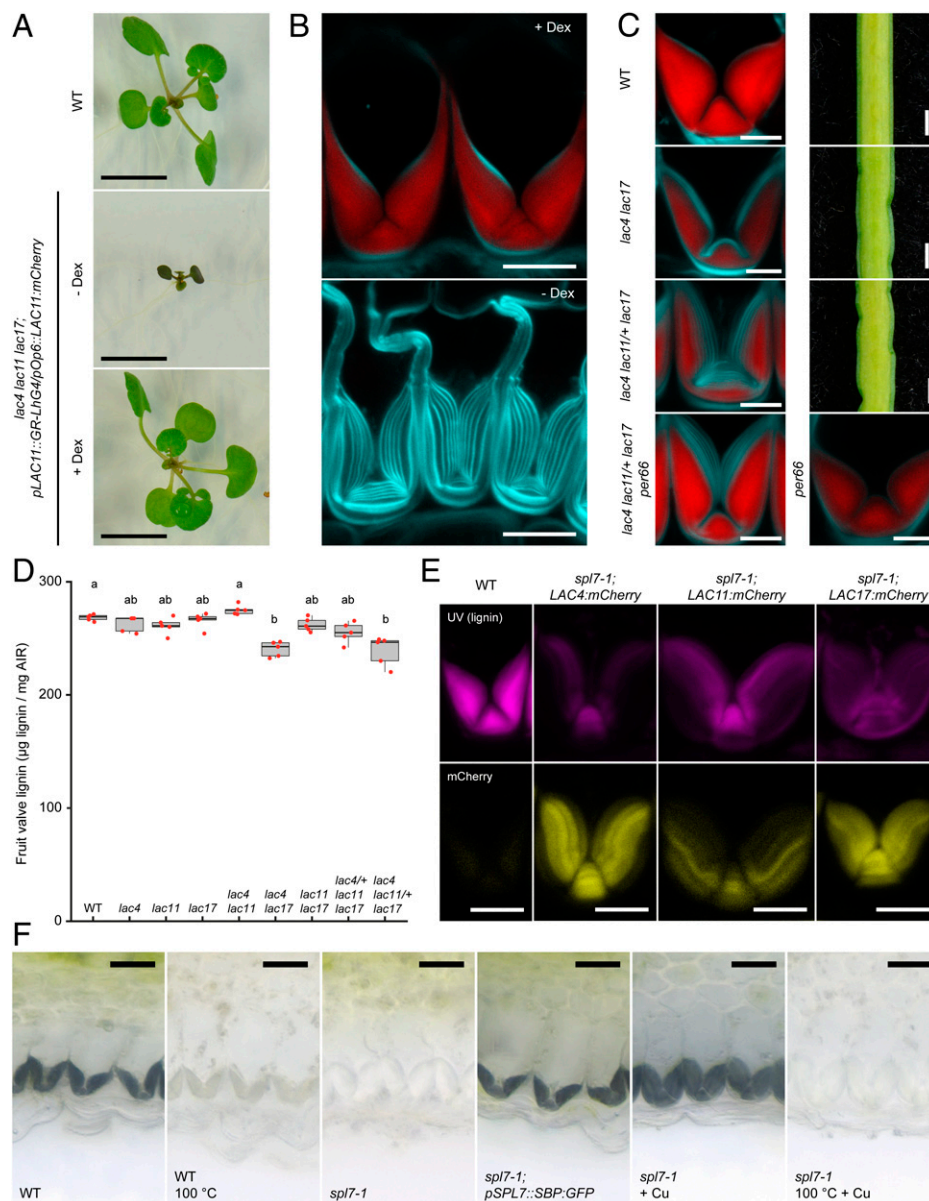 A
WT
lac4 lac11 lac17;
pLAC11::GR-LhG4/pOp6::LAC11:mCherry
- Dex
+ Dex
B
+ Dex
- Dex
C
WT
lac4 lac17
lac4 lac11/+ lac17
lac4 lac11/+ lac17
per66
per66
D
Fruit valve lignin (µg lignin / mg AIR)
300
200
100
0
a
ab
ab
ab
a
b
ab
ab
b
WT
lac4
lac11
lac17
lac4
lac11
lac4
lac17
lac11
lac17
lac4/+
lac11
lac17
lac4
lac11/+
lac17
E
WT
spl7-1;
LAC4:mCherry
spl7-1;
LAC11:mCherry
spl7-1;
LAC17:mCherry
UV (lignin)
mCherry
F
WT
WT
100 °C
spl7-1
spl7-1;
pSPL7::SBP:GFP
spl7-1
+ Cu
spl7-1
100 °C + Cu